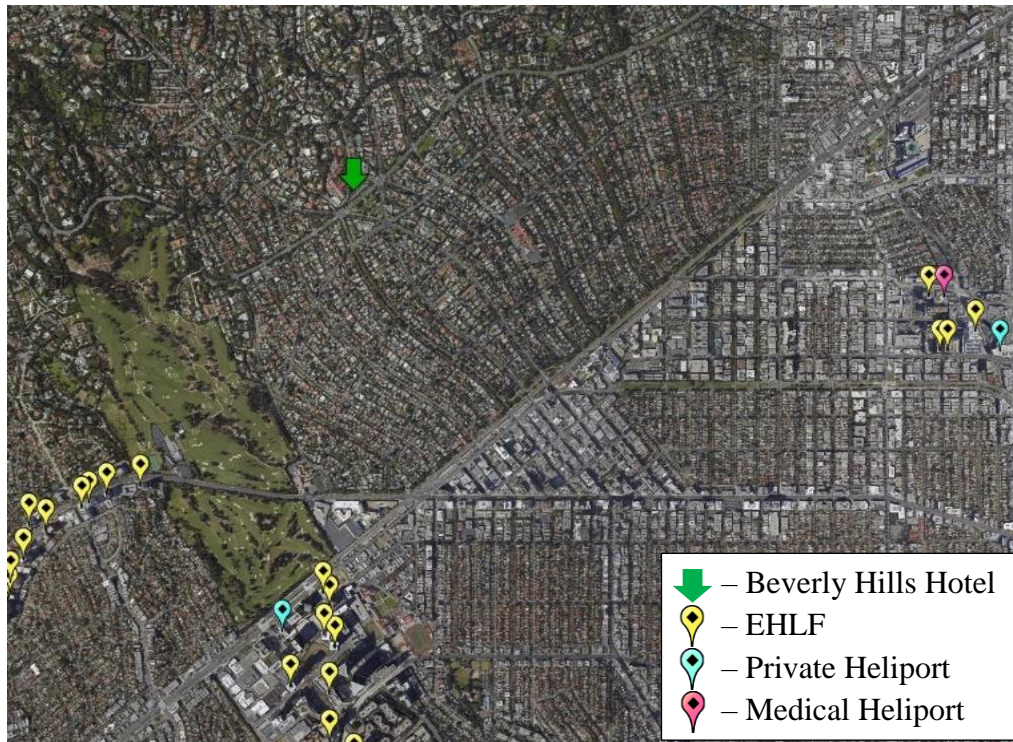 – Beverly Hills Hotel
– EHLF
– Private Heliport
– Medical Heliport